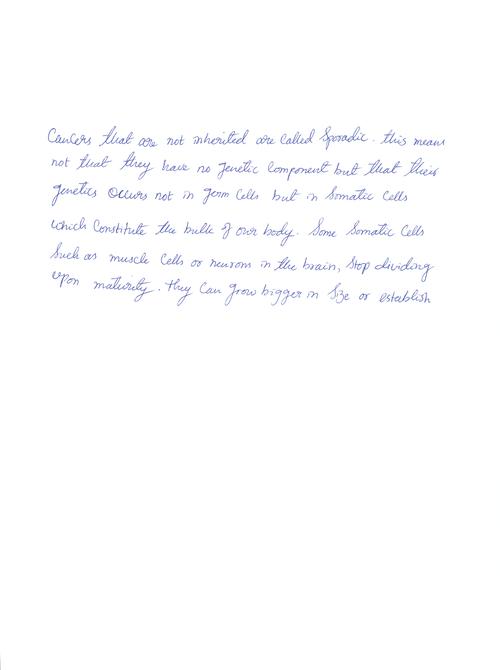 Cancers that are not inherited are called Sporadic. this means
not that they have no genetic component but that their
genetics occurs not in germ cells but in Somatic Cells
which Constitute the bulk of our body. Some Somatic Cells
Such as muscle Cells or neurons in the brain, Stop dividing
upon maturity. they Can grow bigger in Size or establish